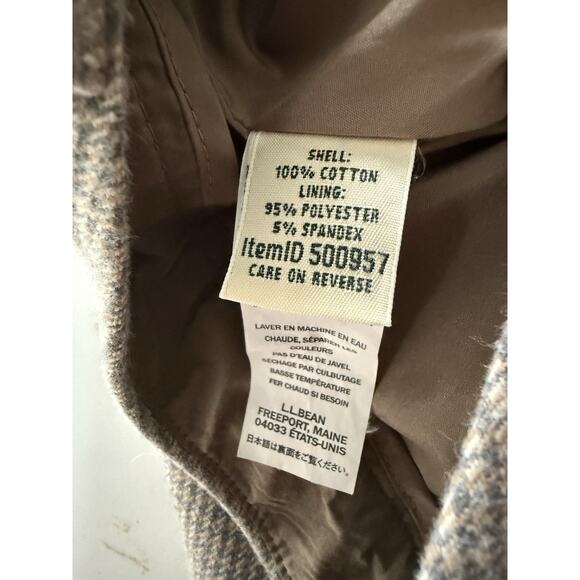 SHELL:
100% COTTON
LINING:
95% POLYESTER
5% SPANDEX
ItemID 500957
CARE ON REVERSE
LAVER EN MACHINE EN EAU
CHAUDE, SÉPARER LES
COULEURS
PAS D'EAU DE JAVEL
SÉCHAGE PAR CULBUTAGE
BASSE TEMPÉRATURE
FER CHAUD SI BESOIN
L.L.BEAN
FREEPORT, MAINE
04033 ÉTATS-UNIS
日本語は裏面をご覧ください。